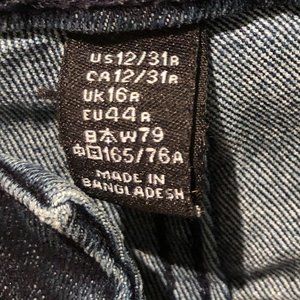 US12/31R
CA12/31R
UK16R
EU44R
日本W79
中国165/76A
MADE IN
BANGLADESH